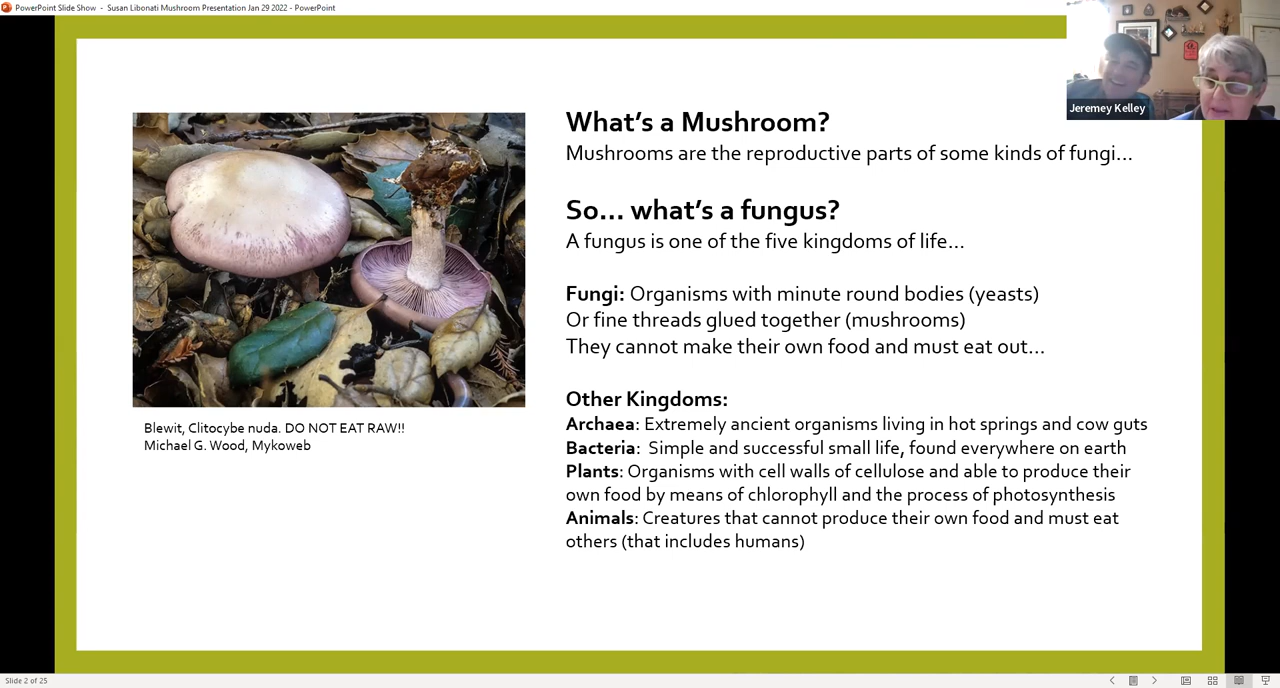 PowerPoint Slide Show - Susan Libonati Mushroom Presentation Jan 29 2022 - PowerPoint
Jeremey Kelley
What's a Mushroom?
Mushrooms are the reproductive parts of some kinds of fungi...
So... what's a fungus?
A fungus is one of the five kingdoms of life...
Fungi: Organisms with minute round bodies (yeasts)
Or fine threads glued together (mushrooms)
They cannot make their own food and must eat out...
Other Kingdoms:
Archaea: Extremely ancient organisms living in hot springs and cow guts
Bacteria: Simple and successful small life, found everywhere on earth
Plants: Organisms with cell walls of cellulose and able to produce their
own food by means of chlorophyll and the process of photosynthesis
Animals: Creatures that cannot produce their own food and must eat
others (that includes humans)
Blewit, Clitocybe nuda. DO NOT EAT RAW!!
Michael G. Wood, Mykoweb
Slide 2 of 25